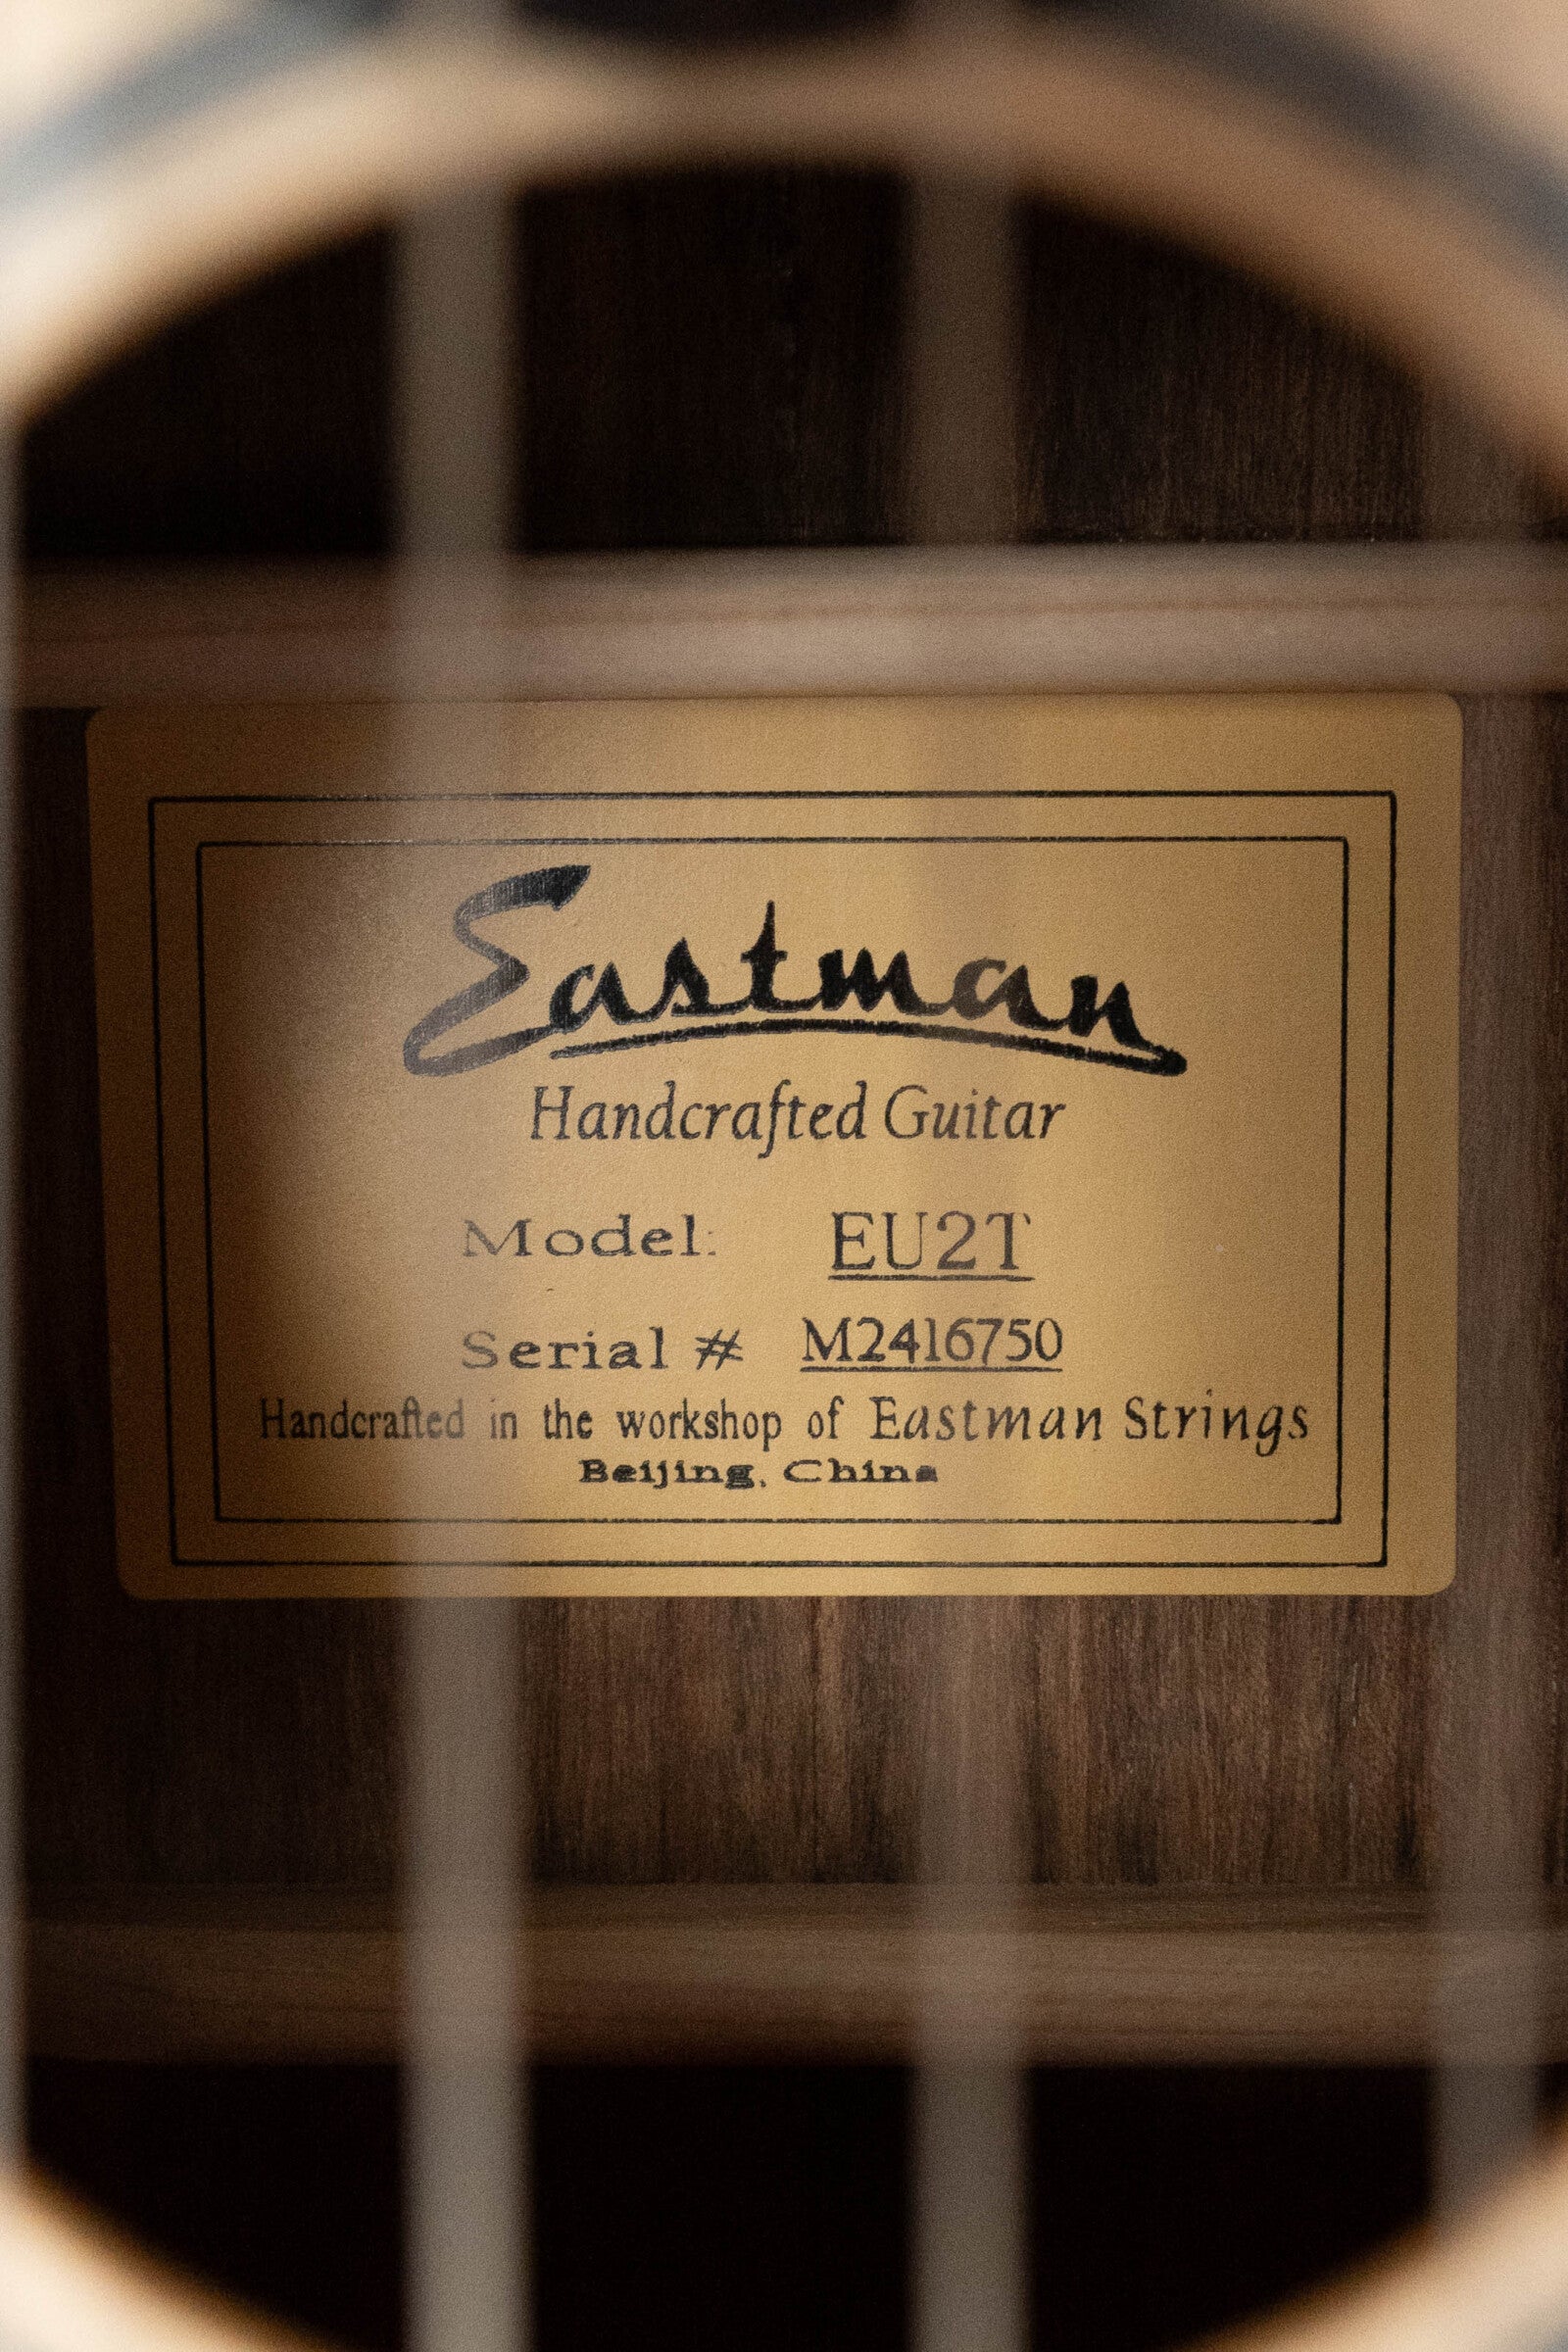 Eastman
Handcrafted Guitar
Model: EU2T
Serial # M2416750
Handcrafted in the workshop of Eastman Strings
Beijing, China